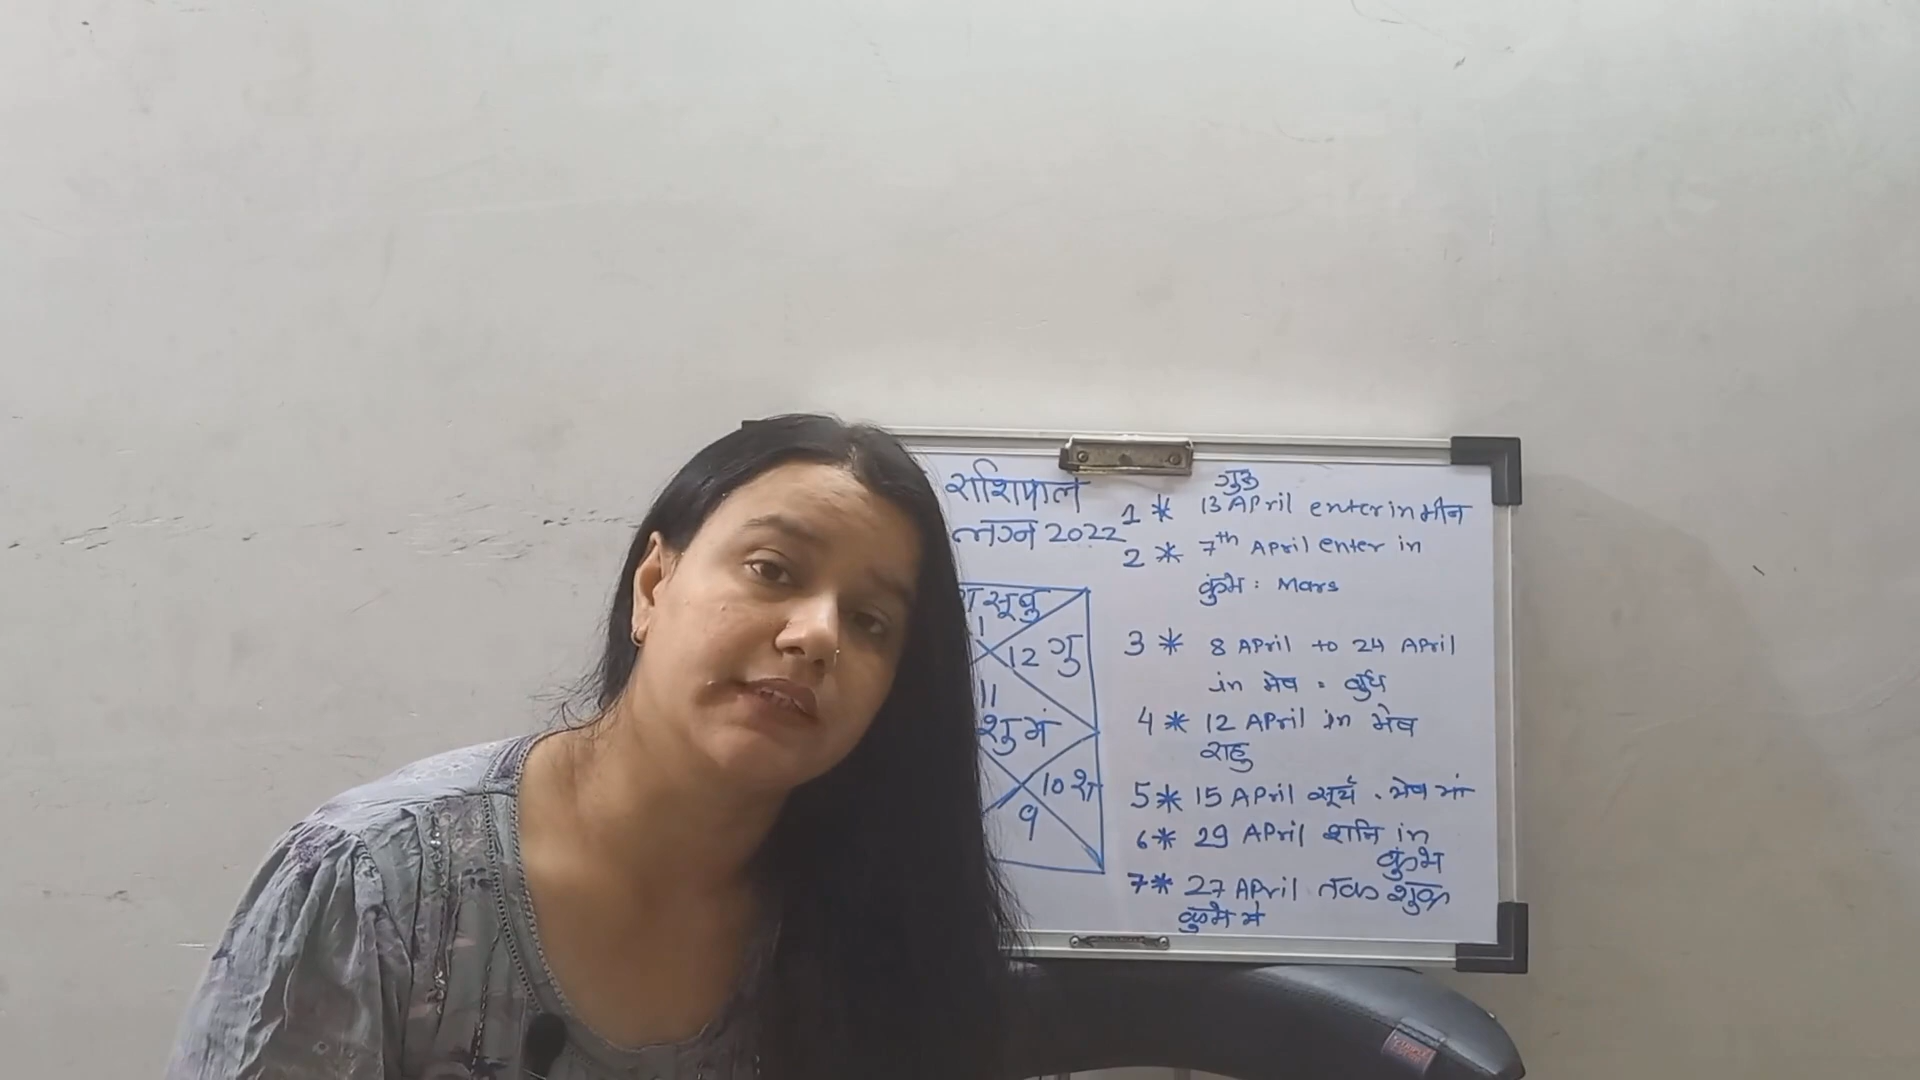 राशिफल
लग्न 2022
सू बु
1
12 गु
11
शु मं
10 श
9
गुरु
1 * 13 April enter in मीन
2 * 7th April enter in
कुंभ : Mars
3 * 8 April to 24 April
in मेष = बुध
4 * 12 April in मेष
राहु
5 * 15 April सूर्य . मेष मां
6 * 29 April शनि in
कुंभ
7 * 27 April तक शुक्र
कुंभ मे